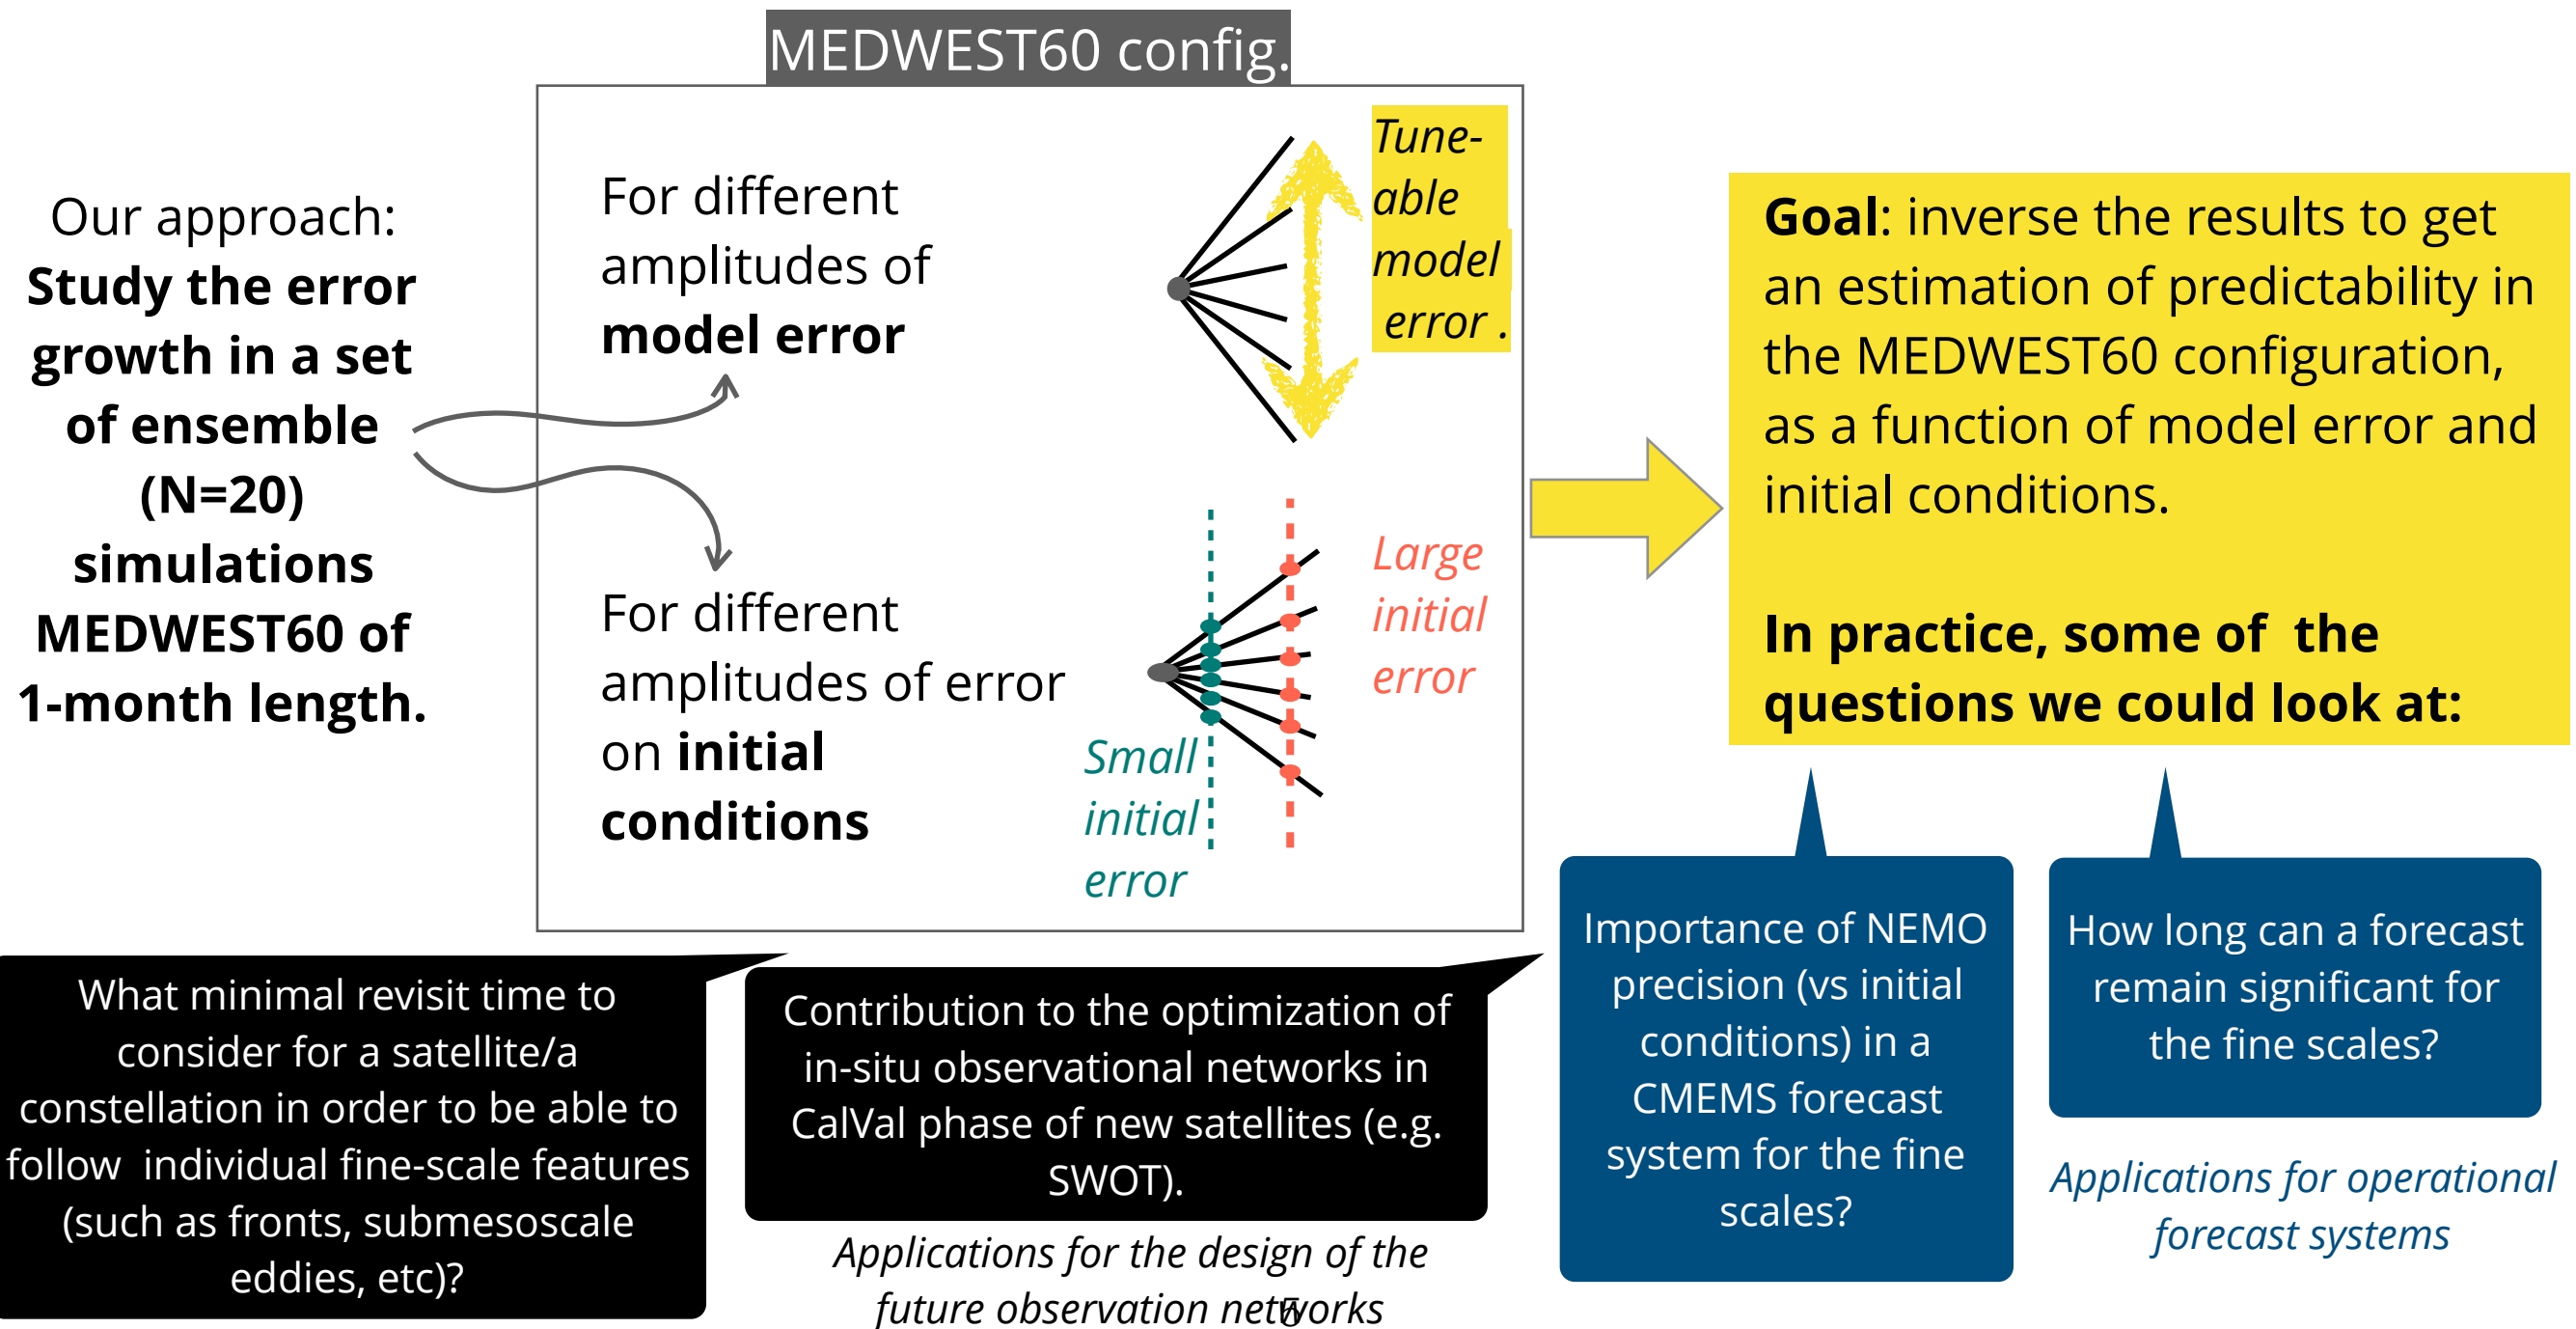 MEDWEST60 config.
Our approach:
Study the error
growth in a set
of ensemble
(N=20)
simulations
MEDWEST60 of
1-month length.
For different
amplitudes of
model error
Tune-
able
model
error .
For different
amplitudes of error
on initial
conditions
Small
initial
error
Large
initial
error
Goal: inverse the results to get
an estimation of predictability in
the MEDWEST60 configuration,
as a function of model error and
initial conditions.
In practice, some of  the
questions we could look at:
What minimal revisit time to
consider for a satellite/a
constellation in order to be able to
follow  individual fine-scale features
(such as fronts, submesoscale
eddies, etc)?
Contribution to the optimization of
in-situ observational networks in
CalVal phase of new satellites (e.g.
SWOT).
Applications for the design of the
future observation networks
5
Importance of NEMO
precision (vs initial
conditions) in a
CMEMS forecast
system for the fine
scales?
How long can a forecast
remain significant for
the fine scales?
Applications for operational
forecast systems